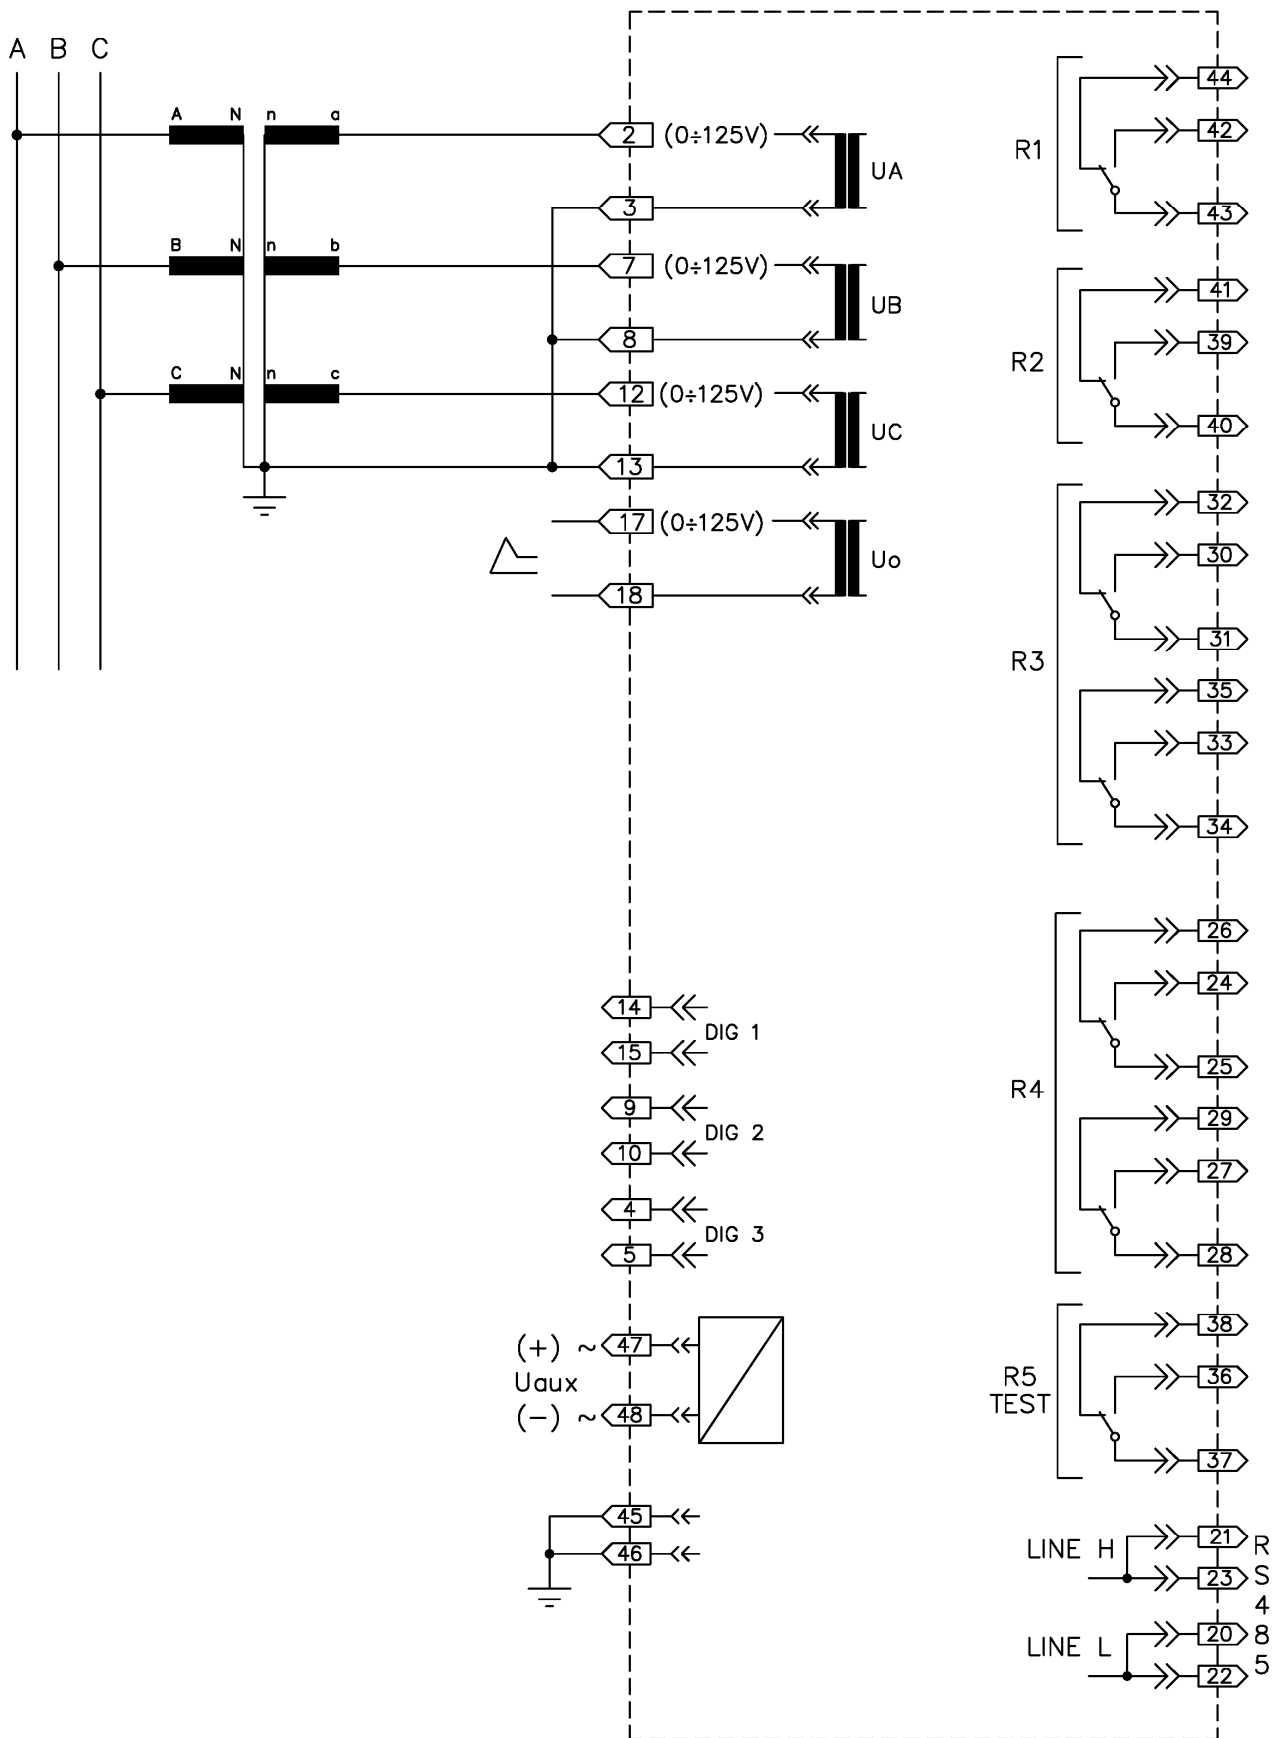 A B C
A N n a
2 (0÷125V)
UA
3
B N n b
7 (0÷125V)
UB
8
C N n c
12 (0÷125V)
UC
13
17 (0÷125V)
Uo
18
14
DIG 1
15
9
DIG 2
10
4
DIG 3
5
(+) ~ 47
Uaux
(-) ~ 48
45
46
44
R1
42
43
41
R2
39
40
32
30
31
R3
35
33
34
26
24
25
R4
29
27
28
38
R5
TEST
36
37
LINE H
21
23
LINE L
20
22
RS485